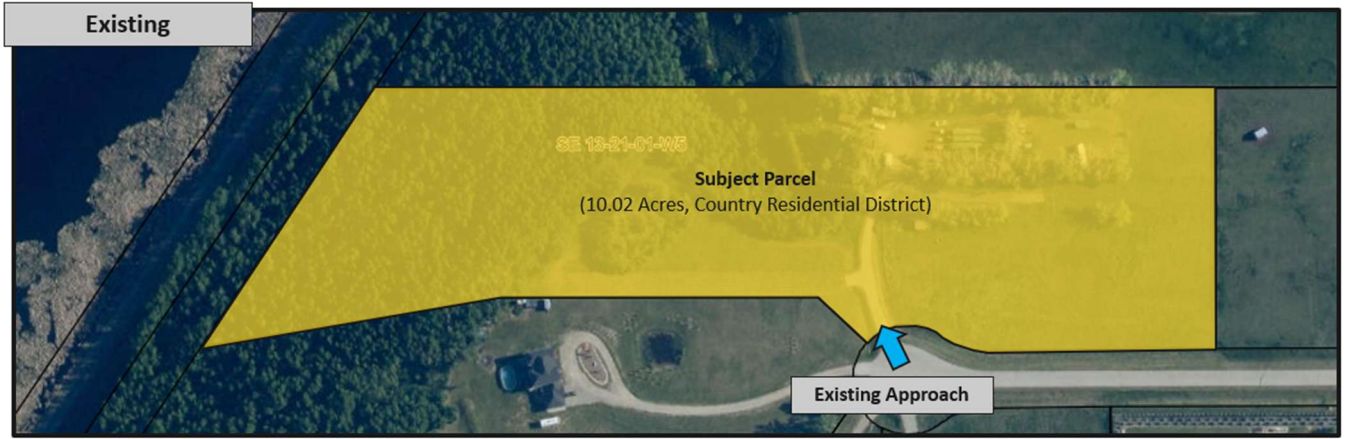 Existing
SE 13-21-01-W5
Subject Parcel
(10.02 Acres, Country Residential District)
Existing Approach